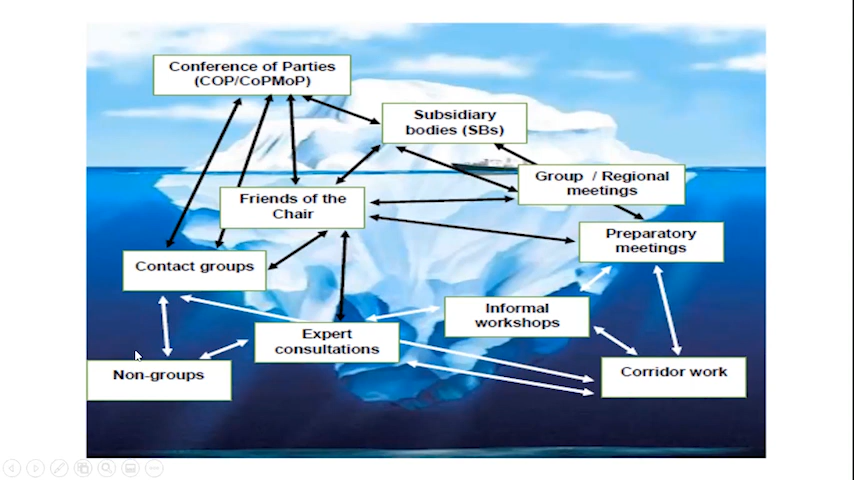 Conference of Parties
(COP/CoPMoP)
Subsidiary
bodies (SBs)
Group / Regional
meetings
Friends of the
Chair
Preparatory
meetings
Contact groups
Informal
workshops
Expert
consultations
Non-groups
Corridor work